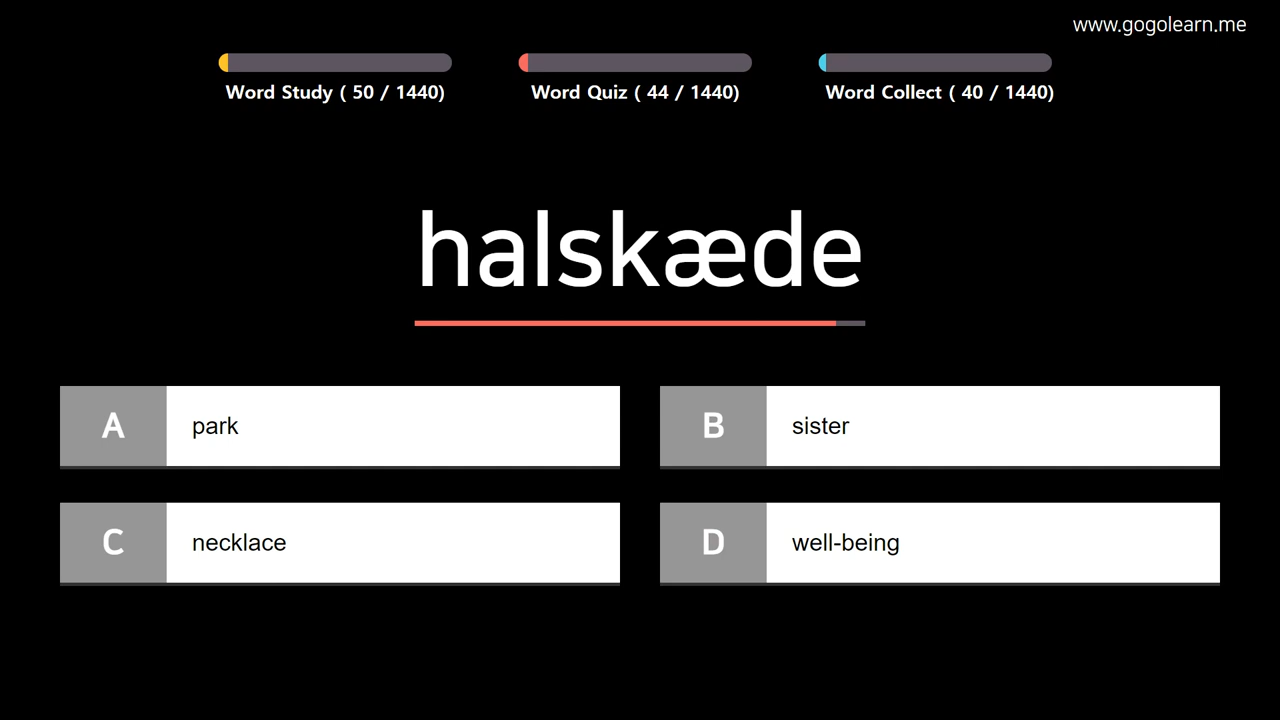 www.gogolearn.me
Word Study ( 50 / 1440)
Word Quiz ( 44 / 1440)
Word Collect ( 40 / 1440)
halskæde
A park
B sister
C necklace
D well-being